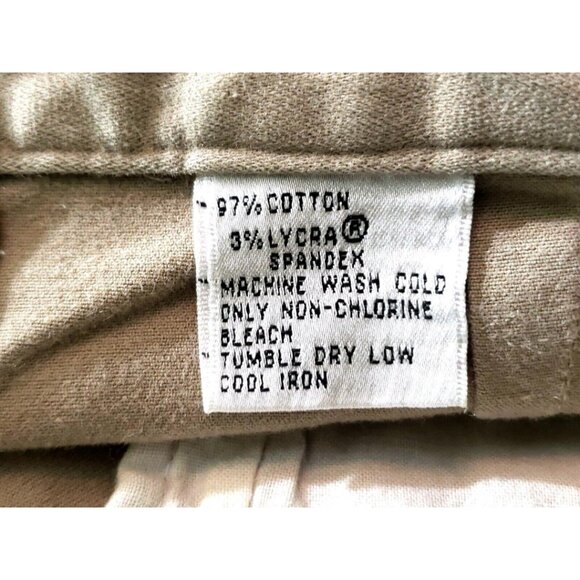 97% COTTON
3% LYCRA®
SPANDEX
MACHINE WASH COLD
ONLY NON-CHLORINE
BLEACH
TUMBLE DRY LOW
COOL IRON